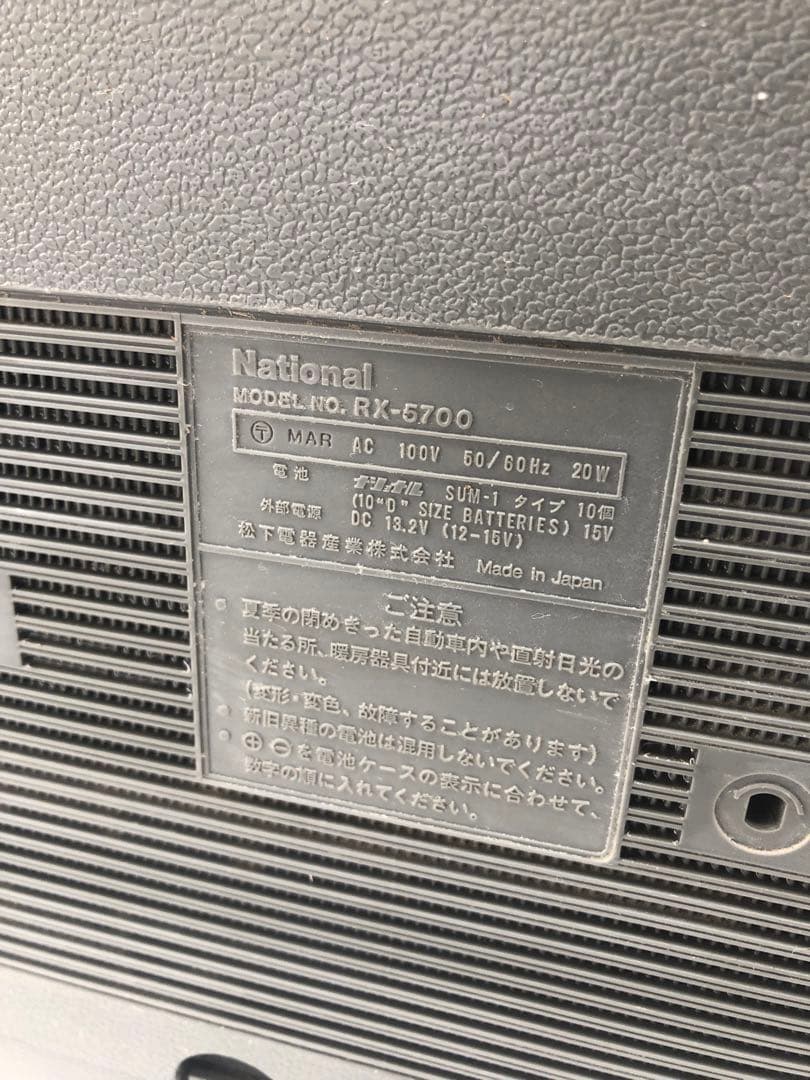 National
MODEL NO. RX-5700
〒 MAR AC 100V 50/60Hz 20W
電池 ナショナル SUM-1 タイプ 10個
(10"D" SIZE BATTERIES) 15V
外部電源 DC 13.2V (12-15V)
松下電器産業株式会社 Made in Japan
ご注意
● 夏季の閉めきった自動車内や直射日光の
当たる所、暖房器具付近には放置しないで
ください。
(変形・変色、故障することがあります)
● 新旧異種の電池は混用しないでください。
● ⊕ ⊖を電池ケースの表示に合わせて、
数字の順に入れてください。